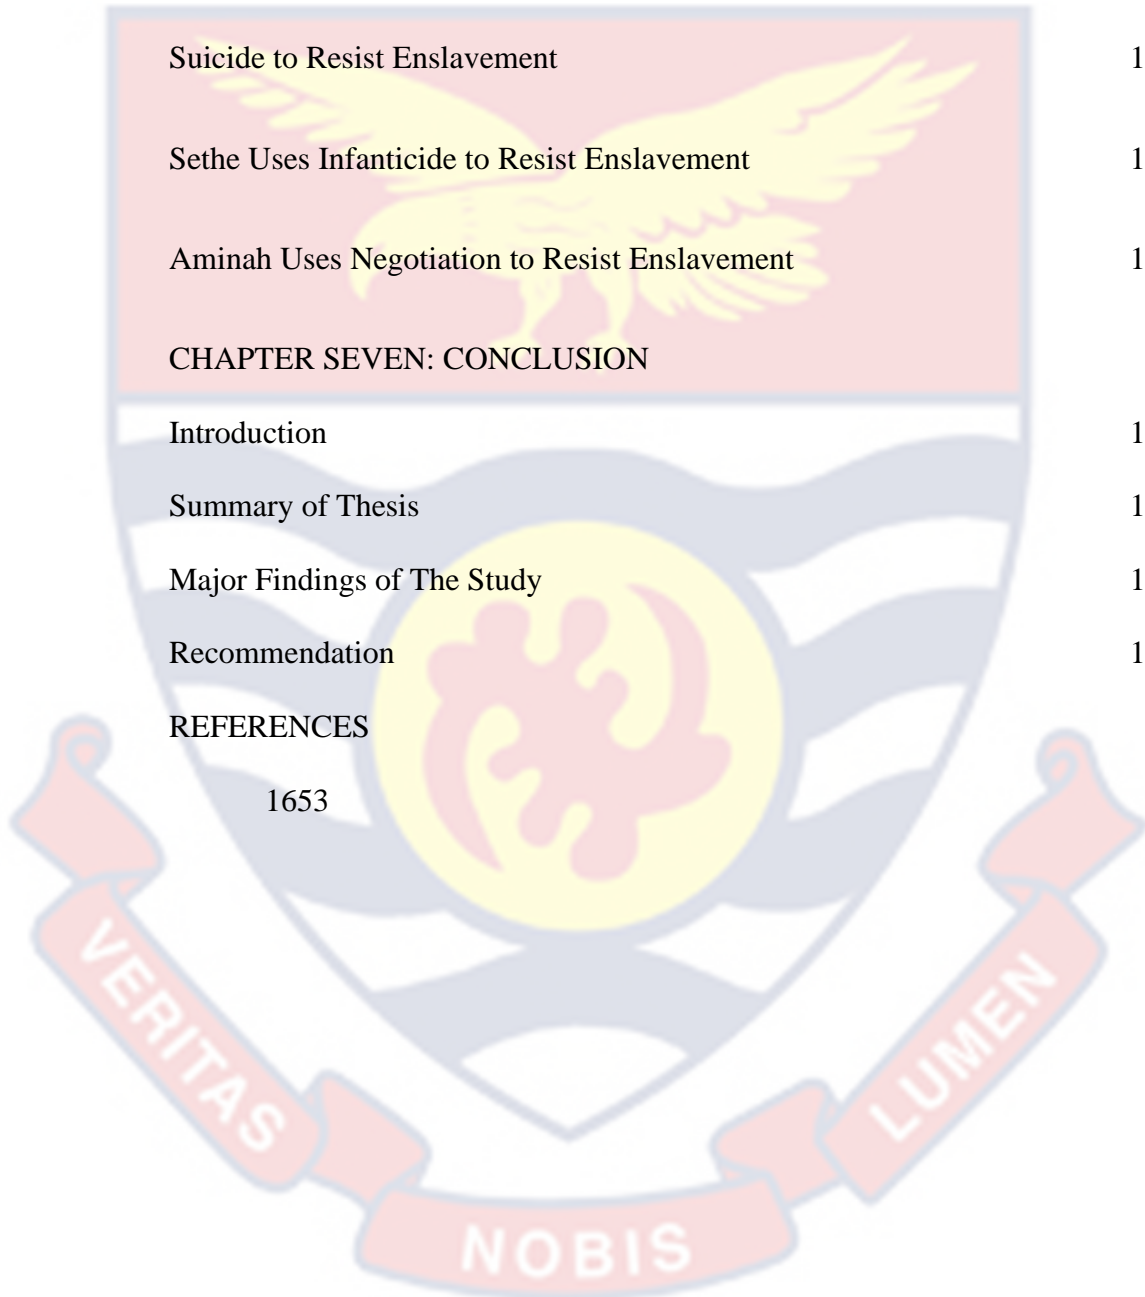 Suicide to Resist Enslavement 1
Sethe Uses Infanticide to Resist Enslavement 1
Aminah Uses Negotiation to Resist Enslavement 1
CHAPTER SEVEN: CONCLUSION
Introduction 1
Summary of Thesis 1
Major Findings of The Study 1
Recommendation 1
REFERENCES
1653
VERITAS
NOBIS
LUMEN